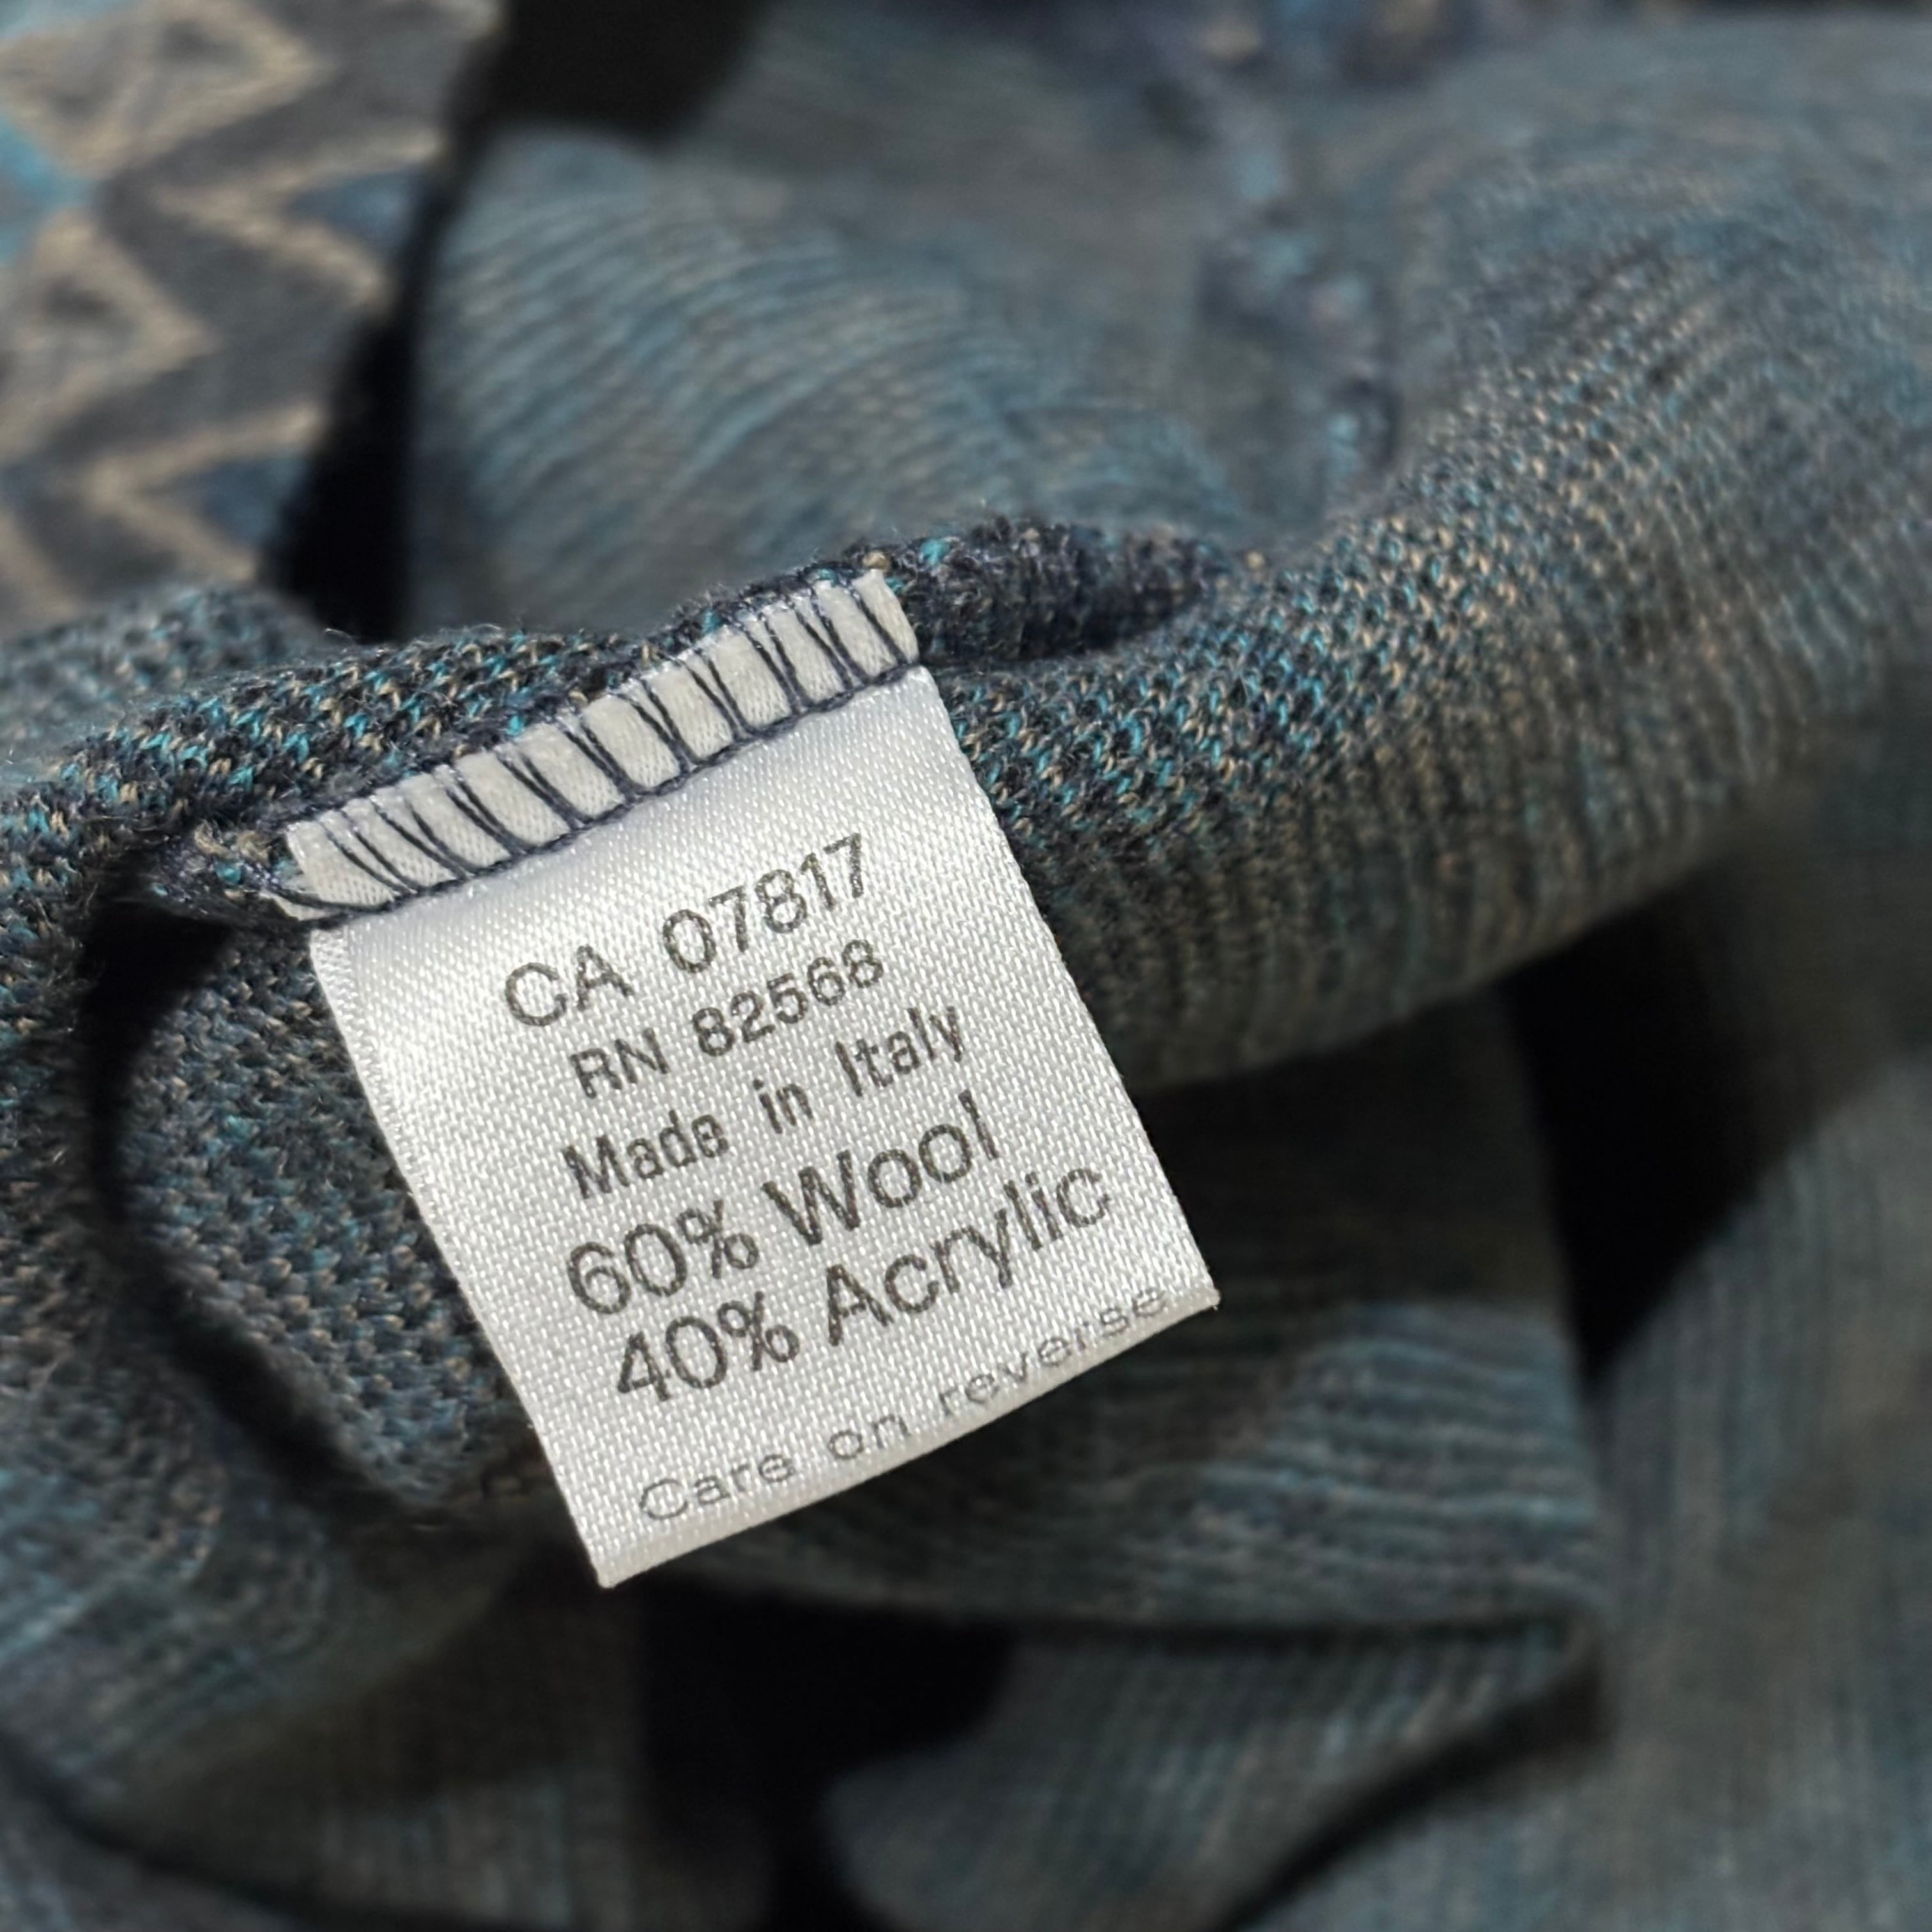 CA 07817
RN 82568
Made in Italy
60% Wool
40% Acrylic
Care on reverse